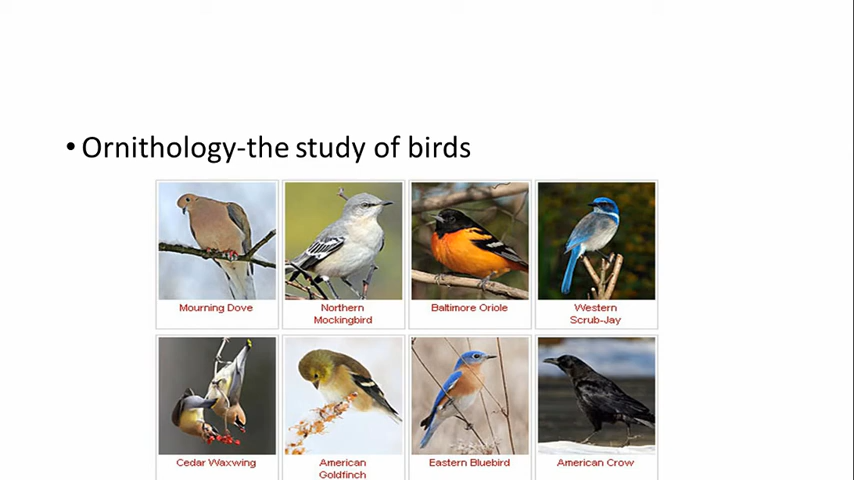 • Ornithology-the study of birds
Mourning Dove
Northern
Mockingbird
Baltimore Oriole
Western
Scrub-Jay
Cedar Waxwing
American
Goldfinch
Eastern Bluebird
American Crow